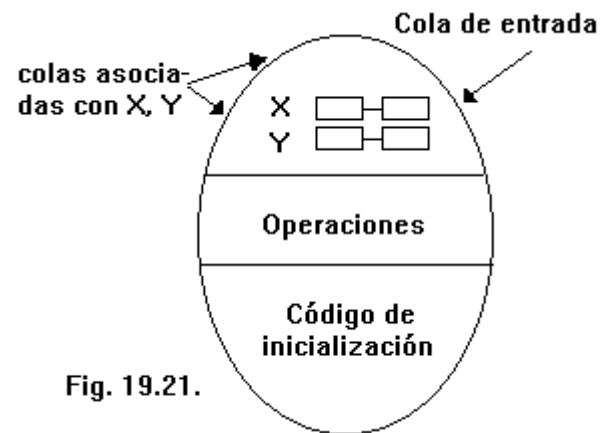 Cola de entrada
colas asocia-
das con X, Y
X
Y
Operaciones
Código de
inicialización
Fig. 19.21.